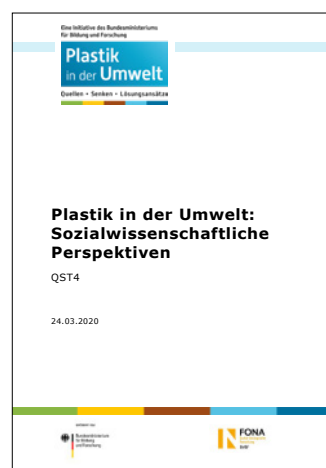 Eine Initiative des Bundesministeriums
für Bildung und Forschung
Plastik
in der Umwelt
Quellen • Senken • Lösungsansätze
Plastik in der Umwelt:
Sozialwissenschaftliche
Perspektiven
QST4
24.03.2020
Bundesministerium
für Bildung
und Forschung
FONA